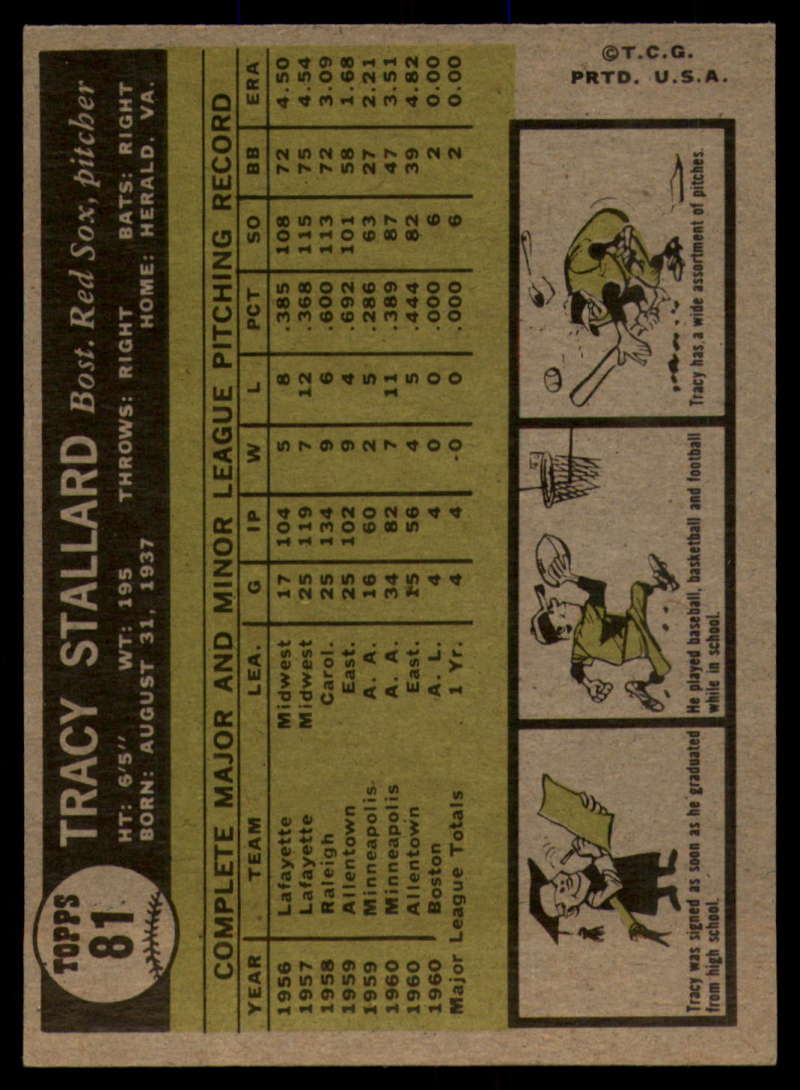 TOPPS
81
TRACY STALLARD Bost. Red Sox, pitcher
HT: 6'5" WT: 195 THROWS: RIGHT BATS: RIGHT
BORN: AUGUST 31, 1937 HOME: HERALD, VA.
COMPLETE MAJOR AND MINOR LEAGUE PITCHING RECORD
YEAR TEAM LEA. G IP W L PCT SO BB ERA
1956 Lafayette Midwest 17 104 5 8 .385 108 72 4.50
1957 Lafayette Midwest 25 119 7 12 .368 115 75 4.54
1958 Raleigh Carol. 25 134 9 6 .600 113 72 3.09
1959 Allentown East. 25 102 9 4 .692 101 58 1.68
1959 Minneapolis A. A. 16 60 2 5 .286 63 27 2.21
1960 Minneapolis A. A. 34 82 7 11 .389 87 47 3.51
1960 Allentown East. 15 56 4 5 .444 82 39 4.82
1960 Boston A. L. 4 4 0 0 .000 6 2 0.00
Major League Totals 1 Yr. 4 4 0 0 .000 6 2 0.00
Tracy was signed as soon as he graduated
from high school.
He played baseball, basketball and football
while in school.
Tracy has a wide assortment of pitches.
©T.C.G.
PRTD. U.S.A.